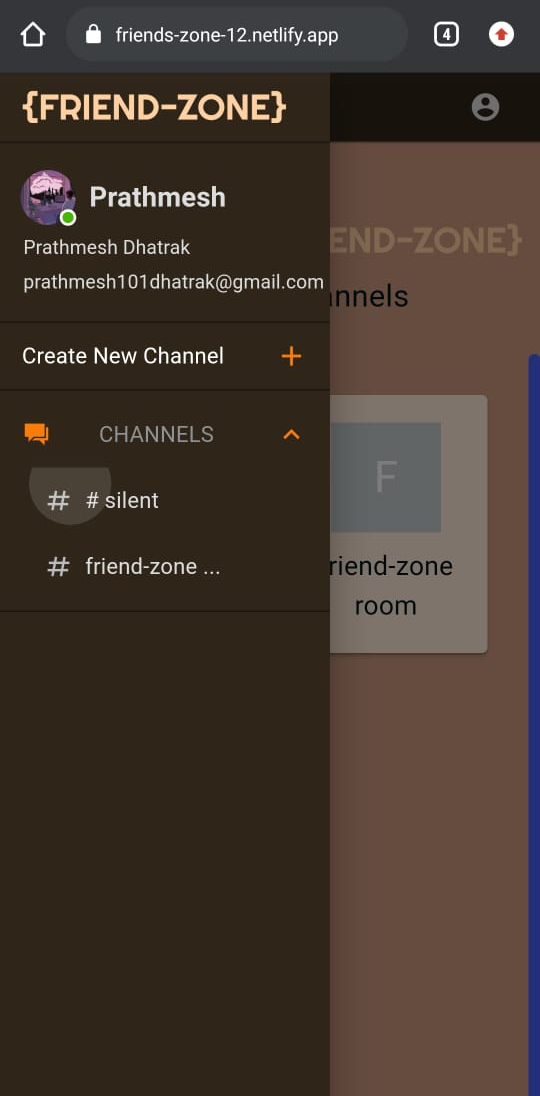 friends-zone-12.netlify.app
4
{FRIEND-ZONE}
Prathmesh
Prathmesh Dhatrak
prathmesh101dhatrak@gmail.com
Create New Channel +
CHANNELS
# # silent
# friend-zone ...
END-ZONE}
nnels
F
riend-zone
room